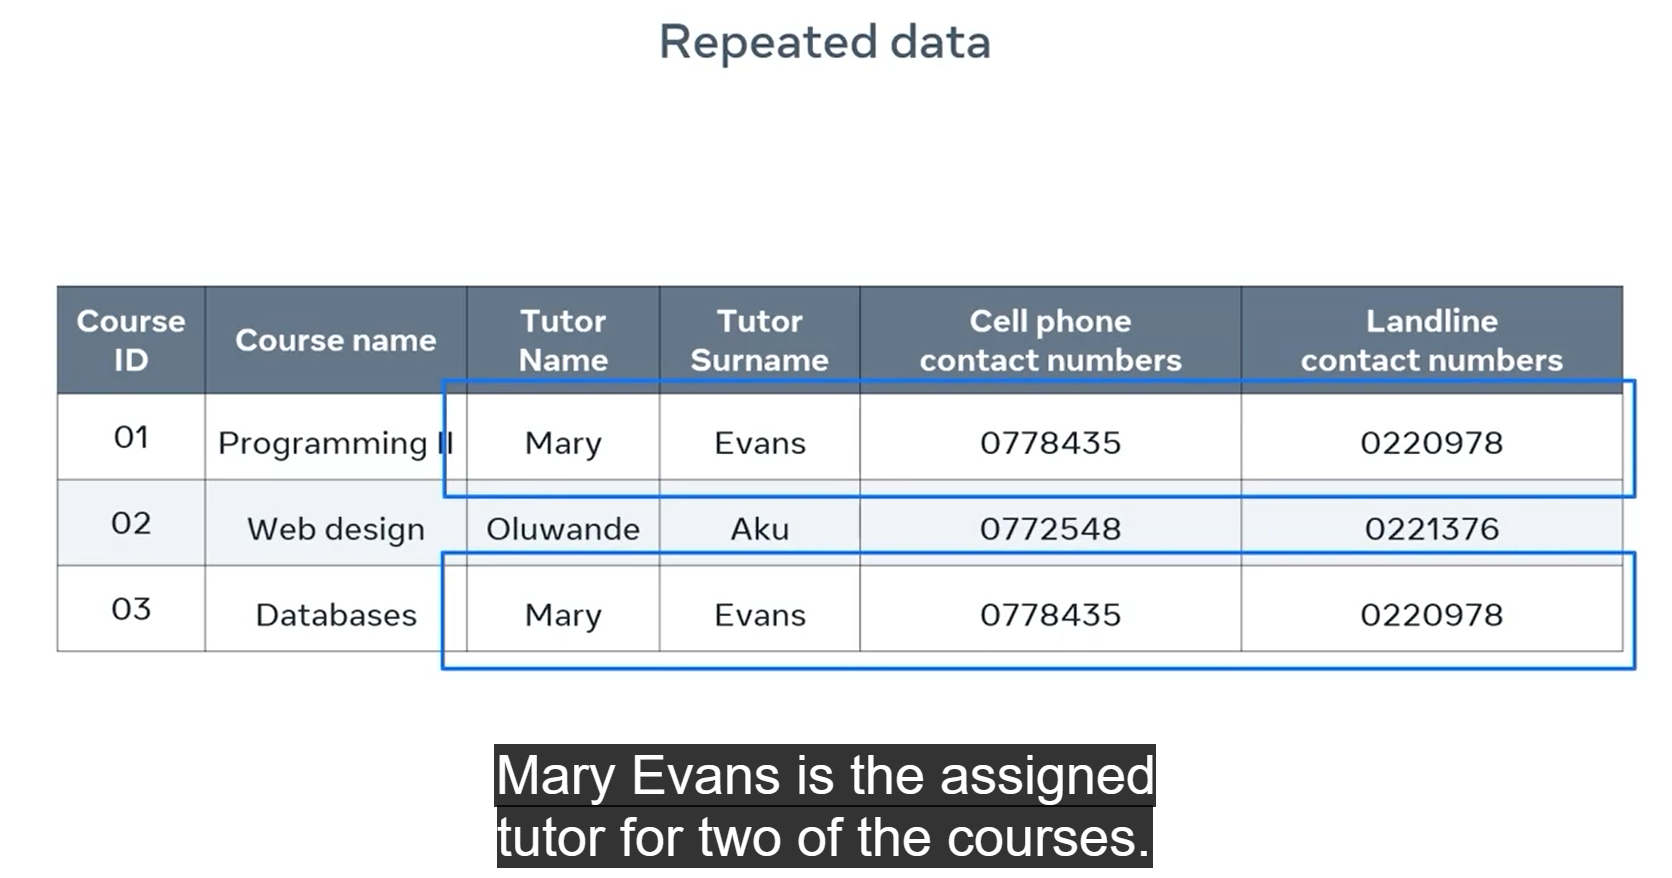 Repeated data
Course ID Course name Tutor Name Tutor Surname Cell phone contact numbers Landline contact numbers
01 Programming II Mary Evans 0778435 0220978
02 Web design Oluwande Aku 0772548 0221376
03 Databases Mary Evans 0778435 0220978
Mary Evans is the assigned
tutor for two of the courses.